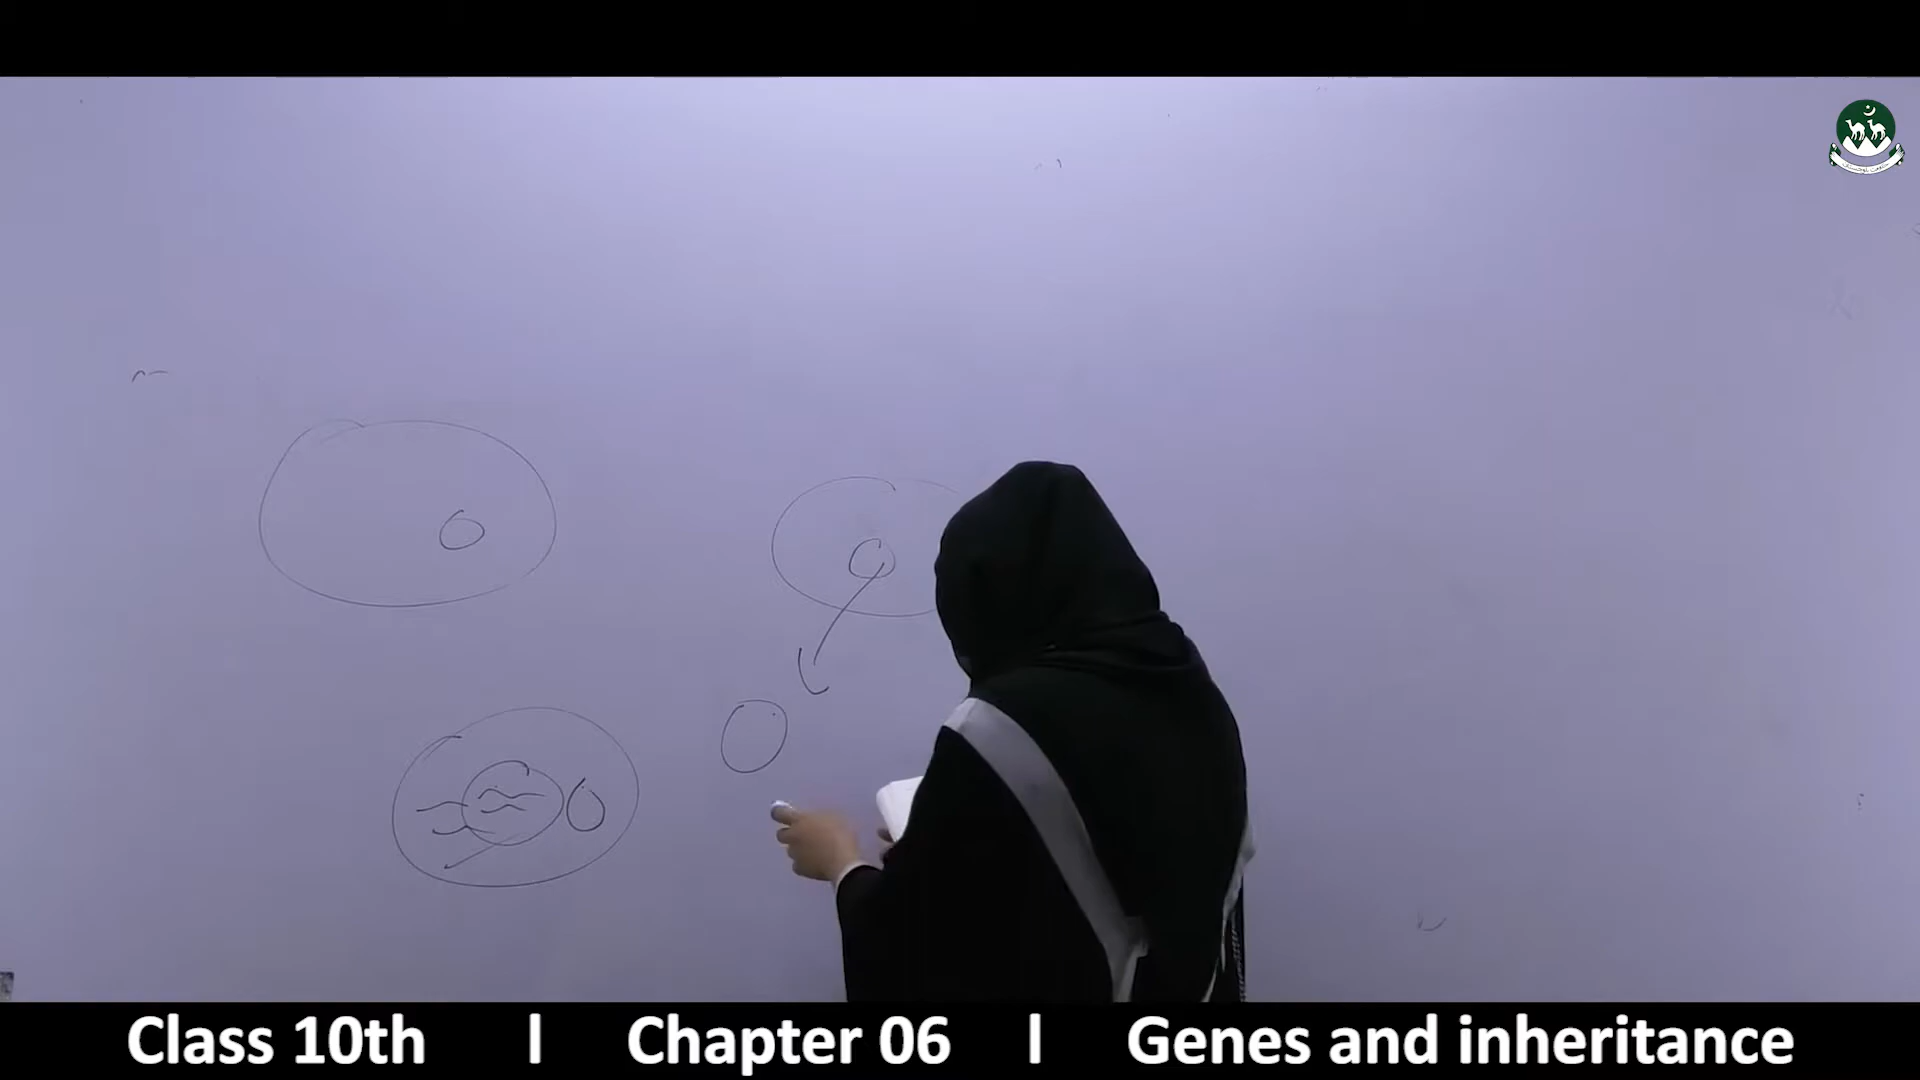 Class 10th | Chapter 06 | Genes and inheritance